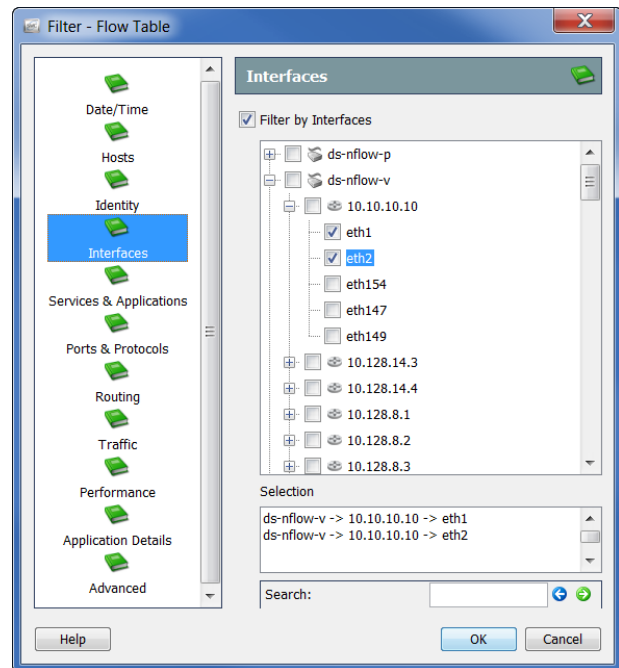 Filter - Flow Table
Date/Time
Hosts
Identity
Interfaces
Services & Applications
Ports & Protocols
Routing
Traffic
Performance
Application Details
Advanced
Interfaces
Filter by Interfaces
ds-nflow-p
ds-nflow-v
10.10.10.10
eth1
eth2
eth154
eth147
eth149
10.128.14.3
10.128.14.4
10.128.8.1
10.128.8.2
10.128.8.3
Selection
ds-nflow-v -> 10.10.10.10 -> eth1
ds-nflow-v -> 10.10.10.10 -> eth2
Search:
Help
OK
Cancel